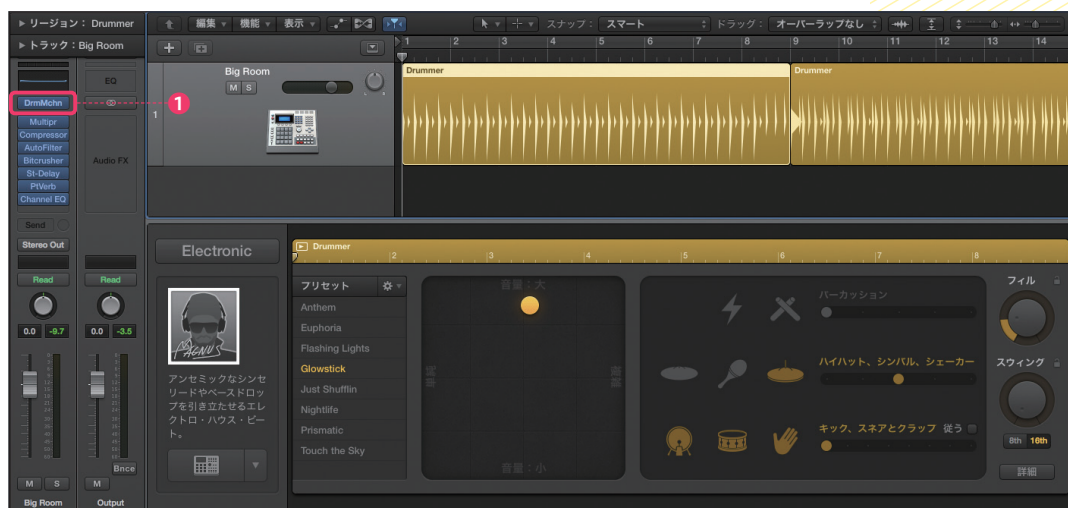 リージョン： Drummer
編集 機能 表示
スナップ： スマート
ドラッグ： オーバーラップなし
トラック：Big Room
1 2 3 4 5 6 7 8 9 10 11 12 13 14
EQ
DrmMchn
1
Multipr
Compressor
AutoFilter
Bitcrusher
St-Delay
PtVerb
Channel EQ
Audio FX
Send
Stereo Out
Read Read
0.0 -9.7 0.0 -3.5
Bnce
M S M
Big Room Output
1
Big Room
M S
Drummer
Drummer
Electronic
MAGNUS
アンセミックなシンセ
リードやベースドロッ
プを引き立たせるエレ
クトロ・ハウス・ビー
ト。
Drummer
2 3 4 5 6 7 8
プリセット
Anthem
Euphoria
Flashing Lights
Glowstick
Just Shufflin
Nightlife
Prismatic
Touch the Sky
音量：大
音量：小
パーカッション
ハイハット、シンバル、シェーカー
キック、スネアとクラップ 従う
フィル
スウィング
8th 16th
詳細